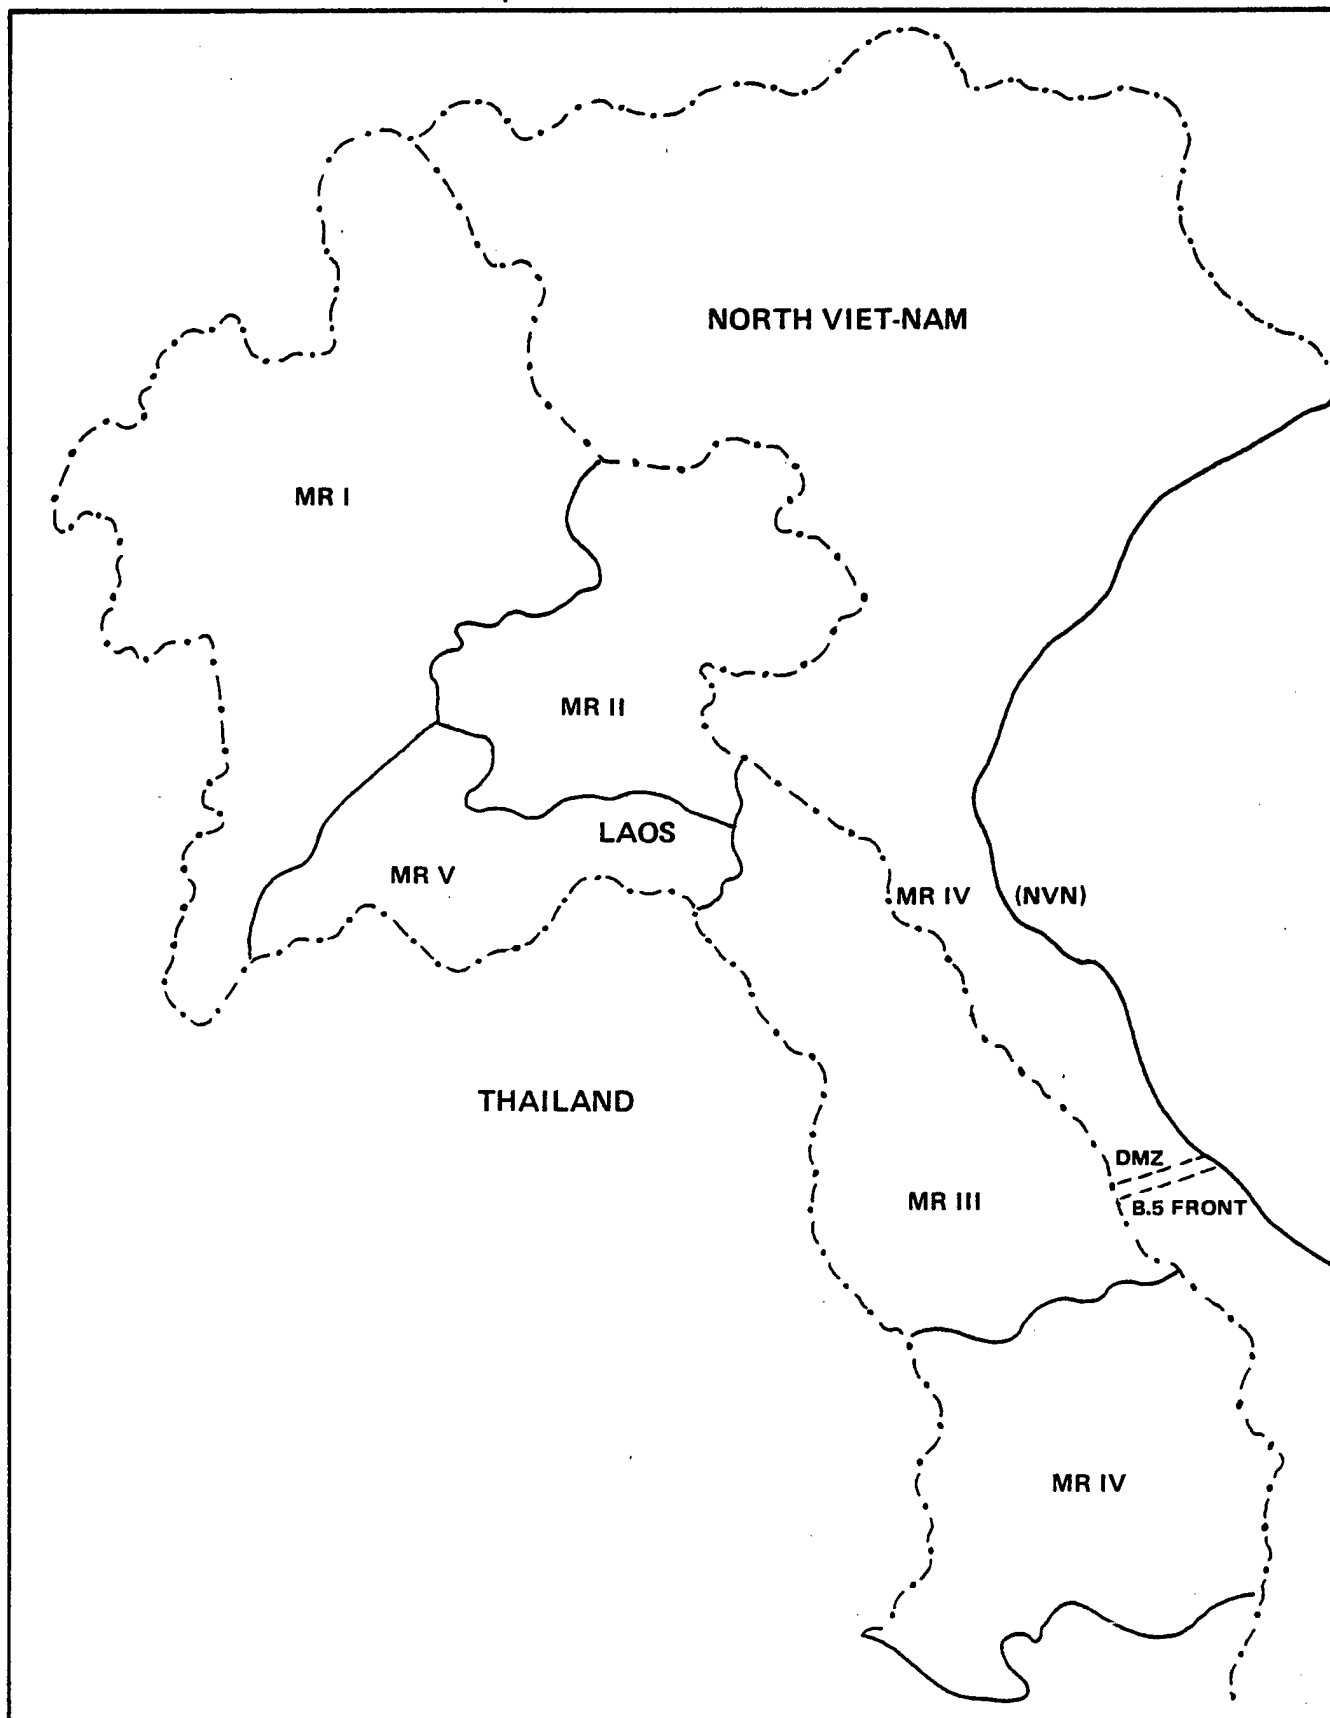 NORTH VIET-NAM
MR I
MR II
LAOS
MR V
MR IV (NVN)
THAILAND
DMZ
MR III
B.5 FRONT
MR IV